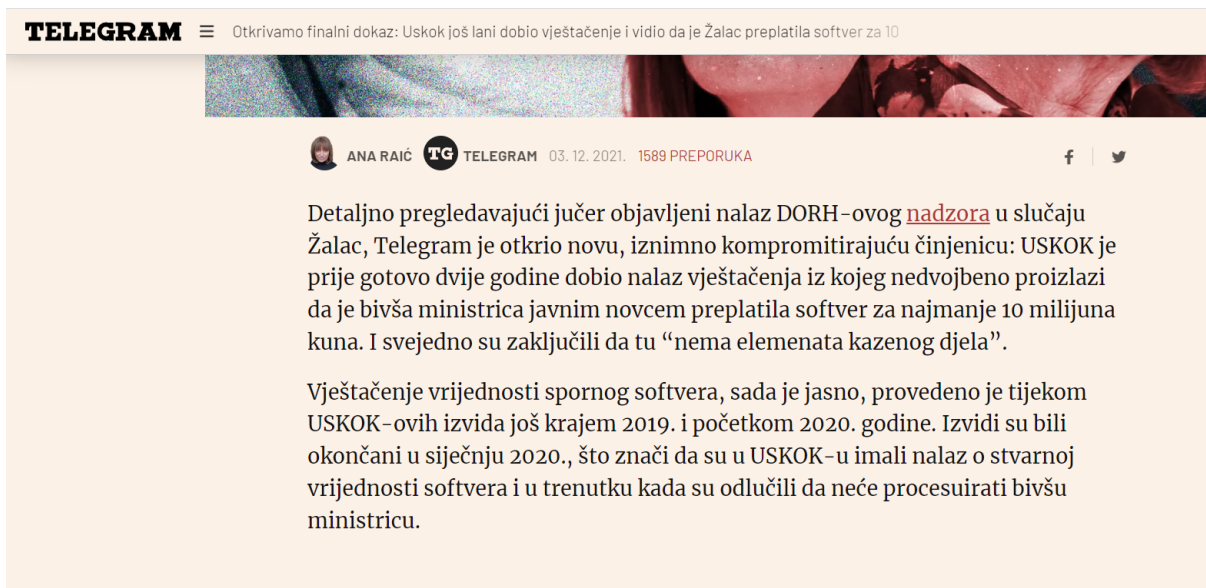 TELEGRAM Otkrivamo finalni dokaz: Uskok još lani dobio vještačenje i vidio da je Žalac preplatila softver za 10
ANA RAIĆ TG TELEGRAM 03. 12. 2021. 1589 PREPORUKA
Detaljno pregledavajući jučer objavljeni nalaz DORH-ovog nadzora u slučaju
Žalac, Telegram je otkrio novu, iznimno kompromitirajuću činjenicu: USKOK je
prije gotovo dvije godine dobio nalaz vještačenja iz kojeg nedvojbeno proizlazi
da je bivša ministrica javnim novcem preplatila softver za najmanje 10 milijuna
kuna. I svejedno su zaključili da tu “nema elemenata kazenog djela”.
Vještačenje vrijednosti spornog softvera, sada je jasno, provedeno je tijekom
USKOK-ovih izvida još krajem 2019. i početkom 2020. godine. Izvidi su bili
okončani u siječnju 2020., što znači da su u USKOK-u imali nalaz o stvarnoj
vrijednosti softvera i u trenutku kada su odlučili da neće procesuirati bivšu
ministricu.